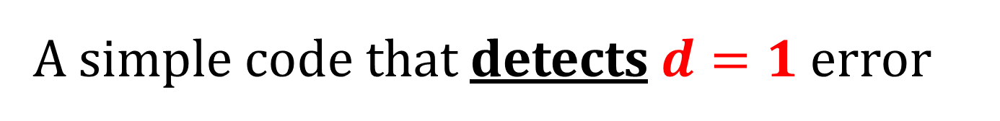 A simple code that detects d = 1 error